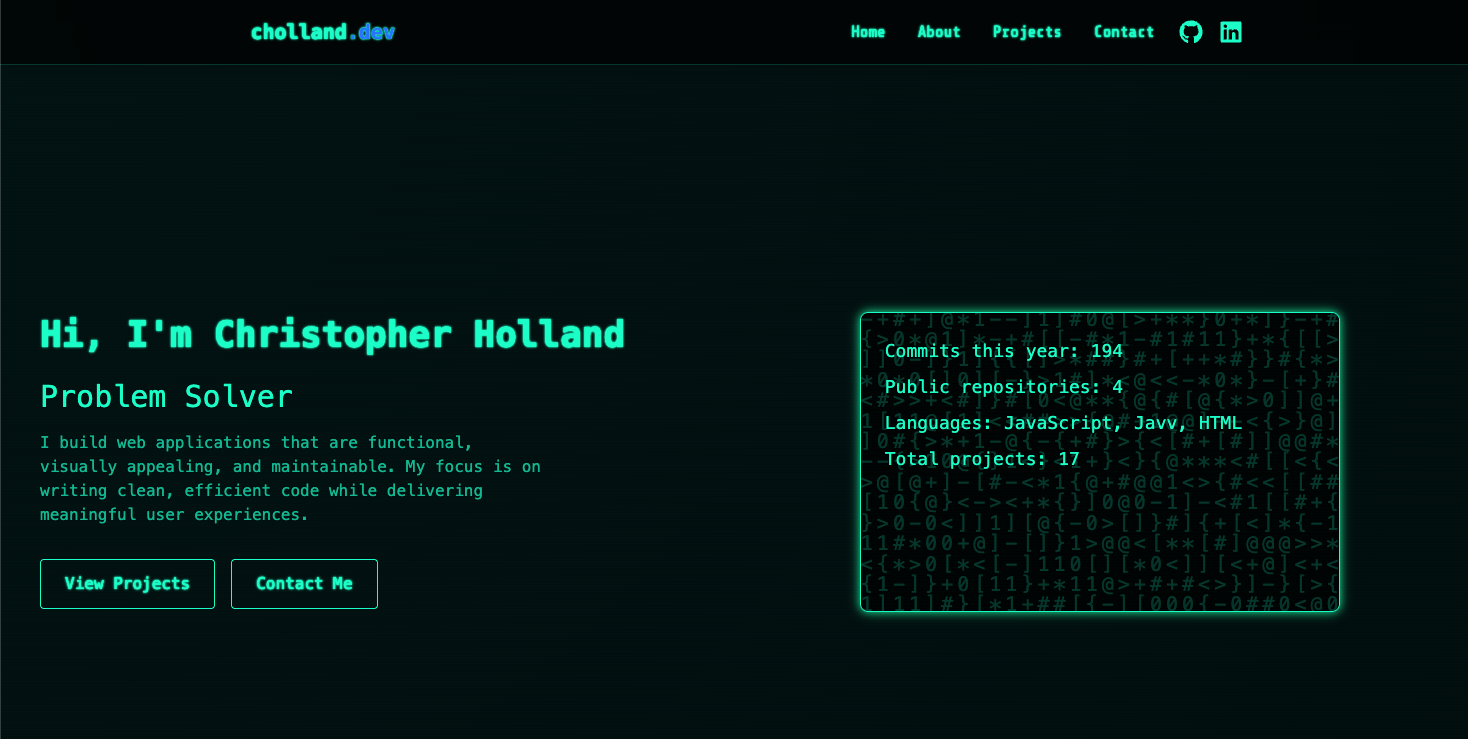 cholland.dev
Home About Projects Contact
Hi, I'm Christopher Holland
Problem Solver
I build web applications that are functional,
visually appealing, and maintainable. My focus is on
writing clean, efficient code while delivering
meaningful user experiences.
View Projects Contact Me
Commits this year: 194
Public repositories: 4
Languages: JavaScript, Javv, HTML
Total projects: 17